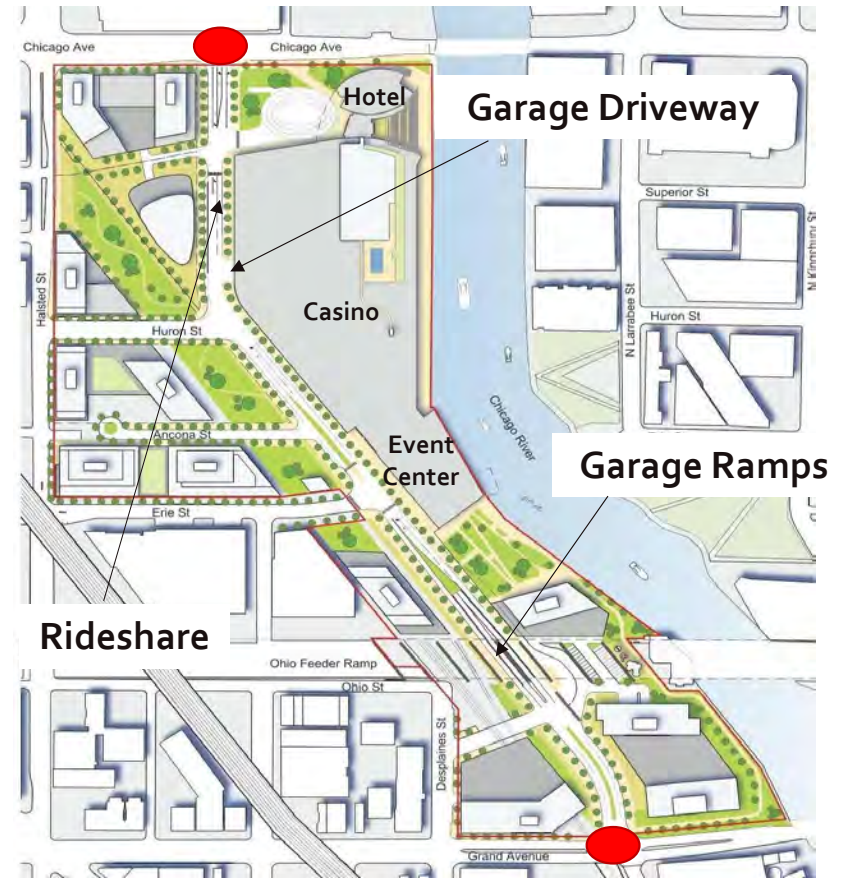 Chicago Ave
Chicago Ave
Hotel
Garage Driveway
Superior St
N Kingsbury St
Halsted St
N Larrabee St
Casino
Huron St
Huron St
Chicago River
Ancona St
Event
Center
Garage Ramps
Erie St
Rideshare
Ohio Feeder Ramp
Ohio St
Desplaines St
Grand Avenue